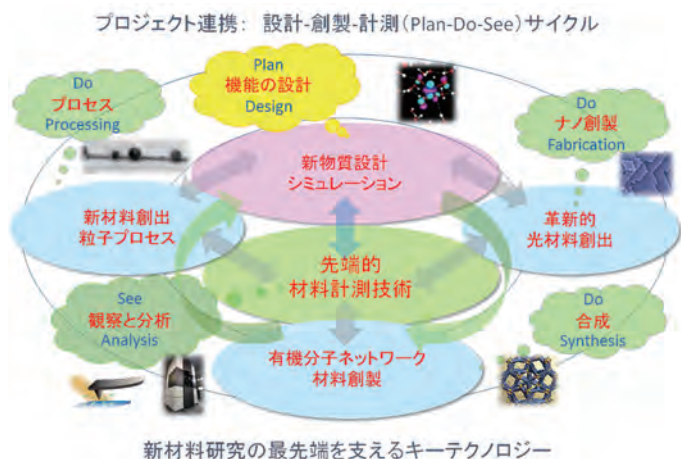 プロジェクト連携： 設計-創製-計測（Plan-Do-See）サイクル
Plan
機能の設計
Design
Do
プロセス
Processing
Do
ナノ創製
Fabrication
新物質設計
シミュレーション
新材料創出
粒子プロセス
革新的
光材料創出
先端的
材料計測技術
See
観察と分析
Analysis
Do
合成
Synthesis
有機分子ネットワーク
材料創製
新材料研究の最先端を支えるキーテクノロジー